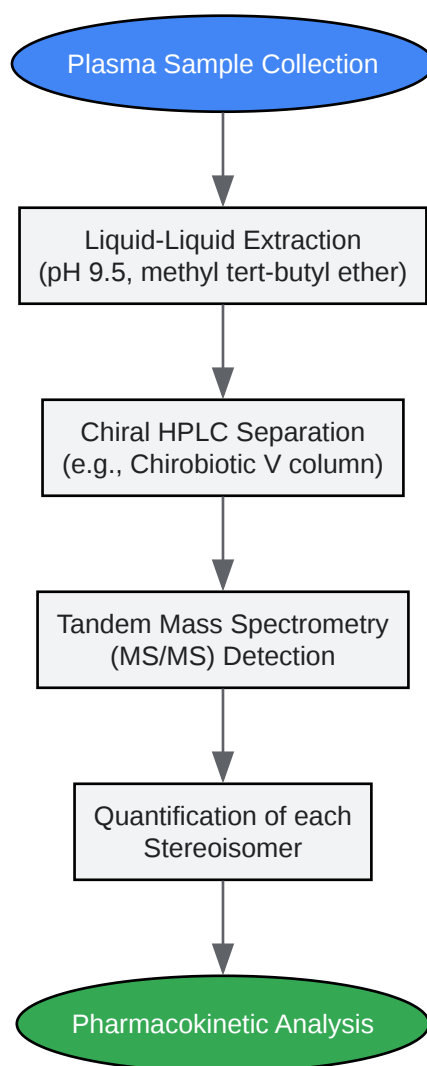 Plasma Sample Collection
Liquid-Liquid Extraction
(pH 9.5, methyl tert-butyl ether)
Chiral HPLC Separation
(e.g., Chirobiotic V column)
Tandem Mass Spectrometry
(MS/MS) Detection
Quantification of each
Stereoisomer
Pharmacokinetic Analysis